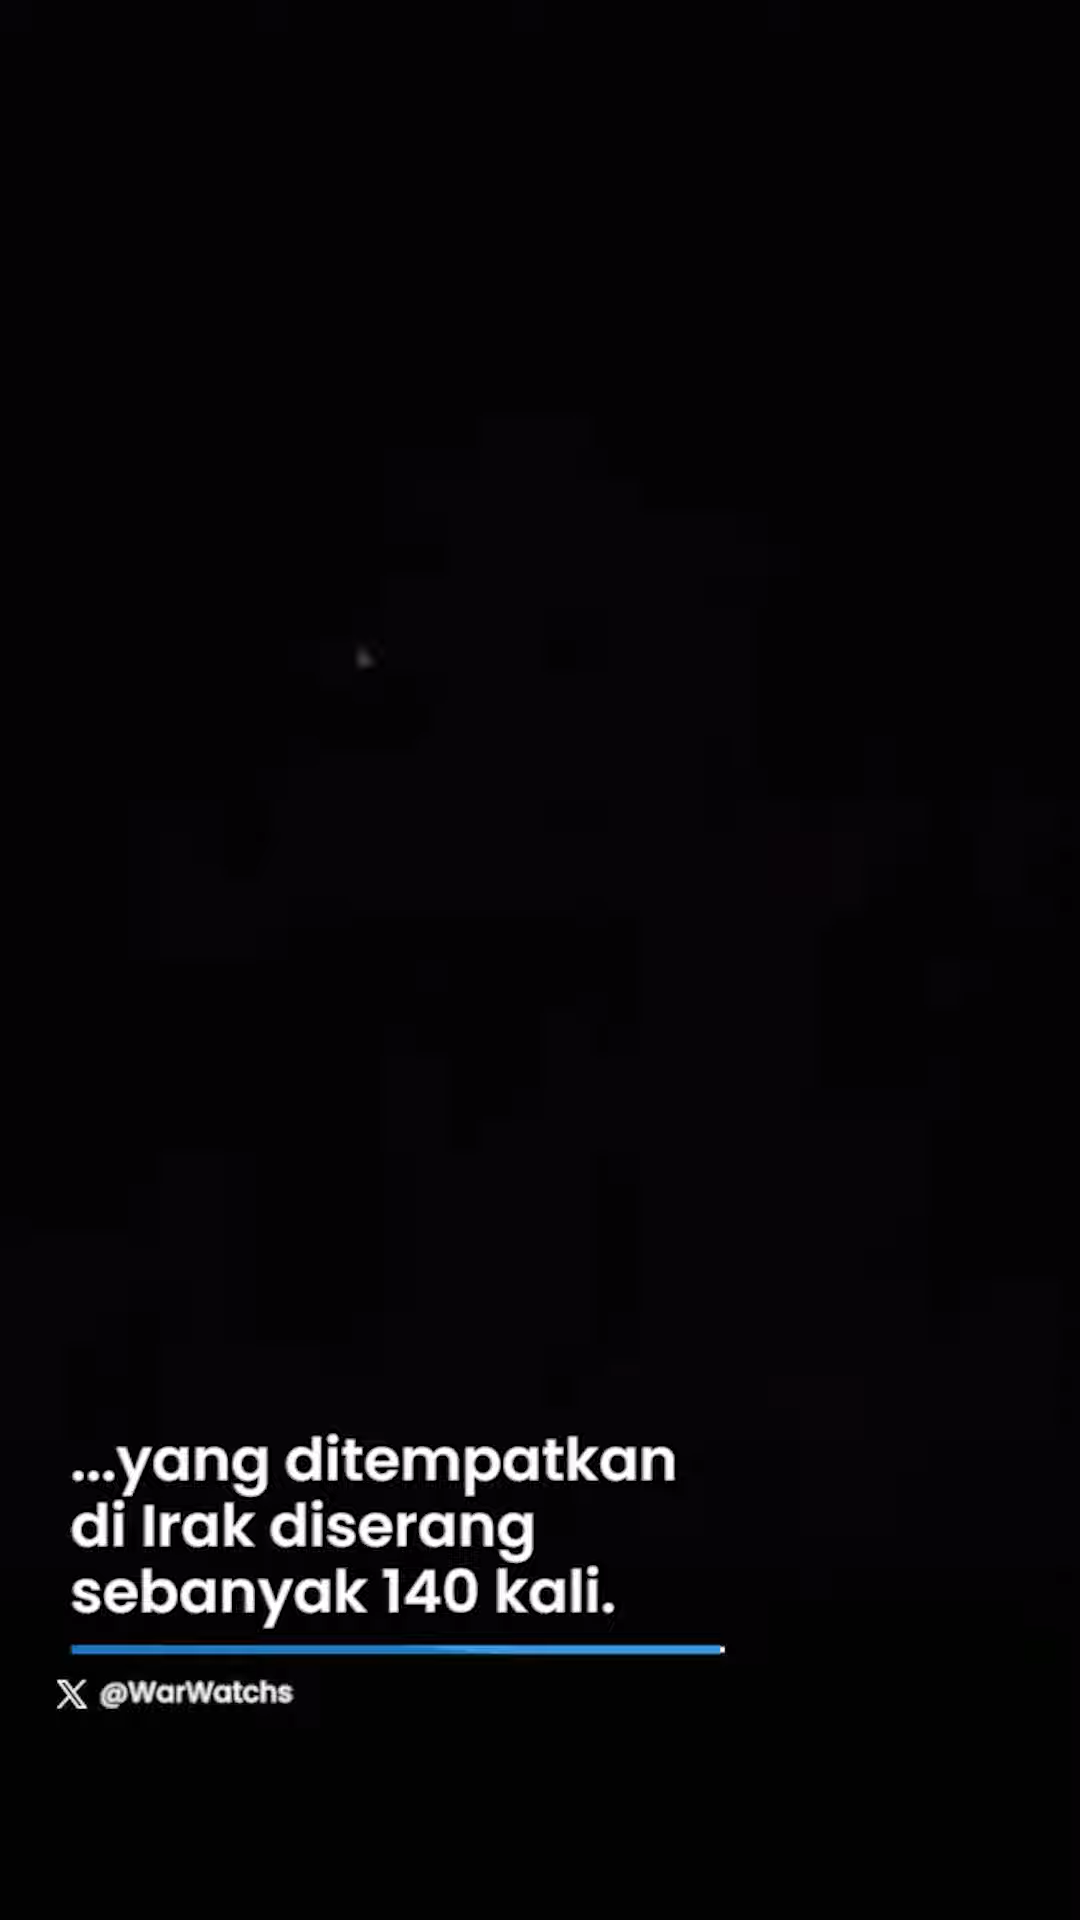 ...yang ditempatkan
di Irak diserang
sebanyak 140 kali.
X @WarWatchs